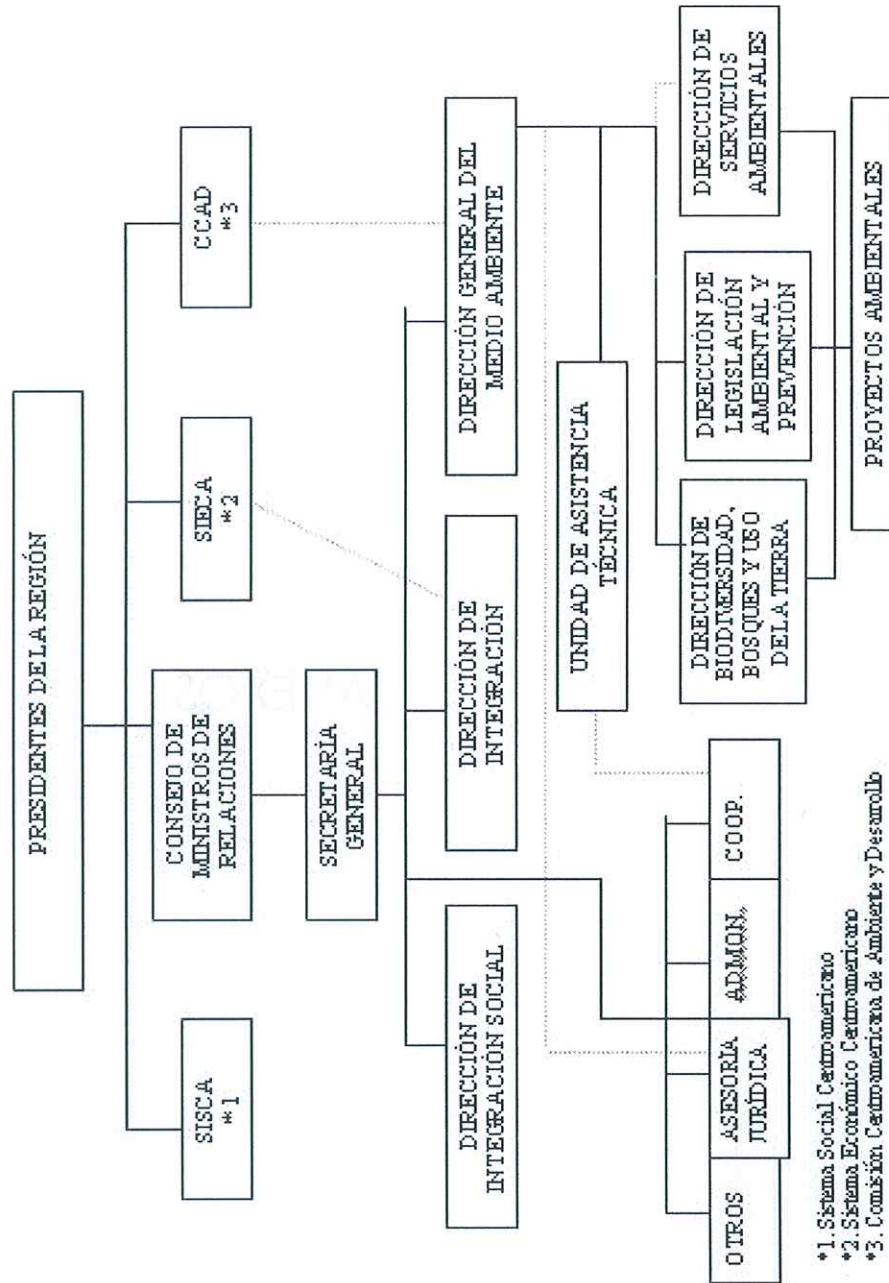 PRESIDENTES DE LA REGIÓN
SISCA
*1
CONSEJO DE
MINISTROS DE
RELACIONES
SIECA
*2
CCAD
*3
SECRETARÍA
GENERAL
DIRECCIÓN DE
INTEGRACIÓN SOCIAL
DIRECCIÓN DE
INTEGRACIÓN
DIRECCIÓN GENERAL DEL
MEDIO AMBIENTE
UNIDAD DE ASISTENCIA
TÉCNICA
OTROS
ASESORÍA
JURÍDICA
ADMON.
COOP.
DIRECCIÓN DE
BIODIVERSIDAD,
BOSQUES Y USO
DE LA TIERRA
DIRECCIÓN DE
LEGISLACIÓN
AMBIENTAL Y
PREVENCIÓN
DIRECCIÓN DE
SERVICIOS
AMBIENTALES
PROYECTOS AMBIENTALES
*1. Sistema Social Centroamericano
*2. Sistema Económico Centroamericano
*3. Comisión Centroamericana de Ambiente y Desarrollo